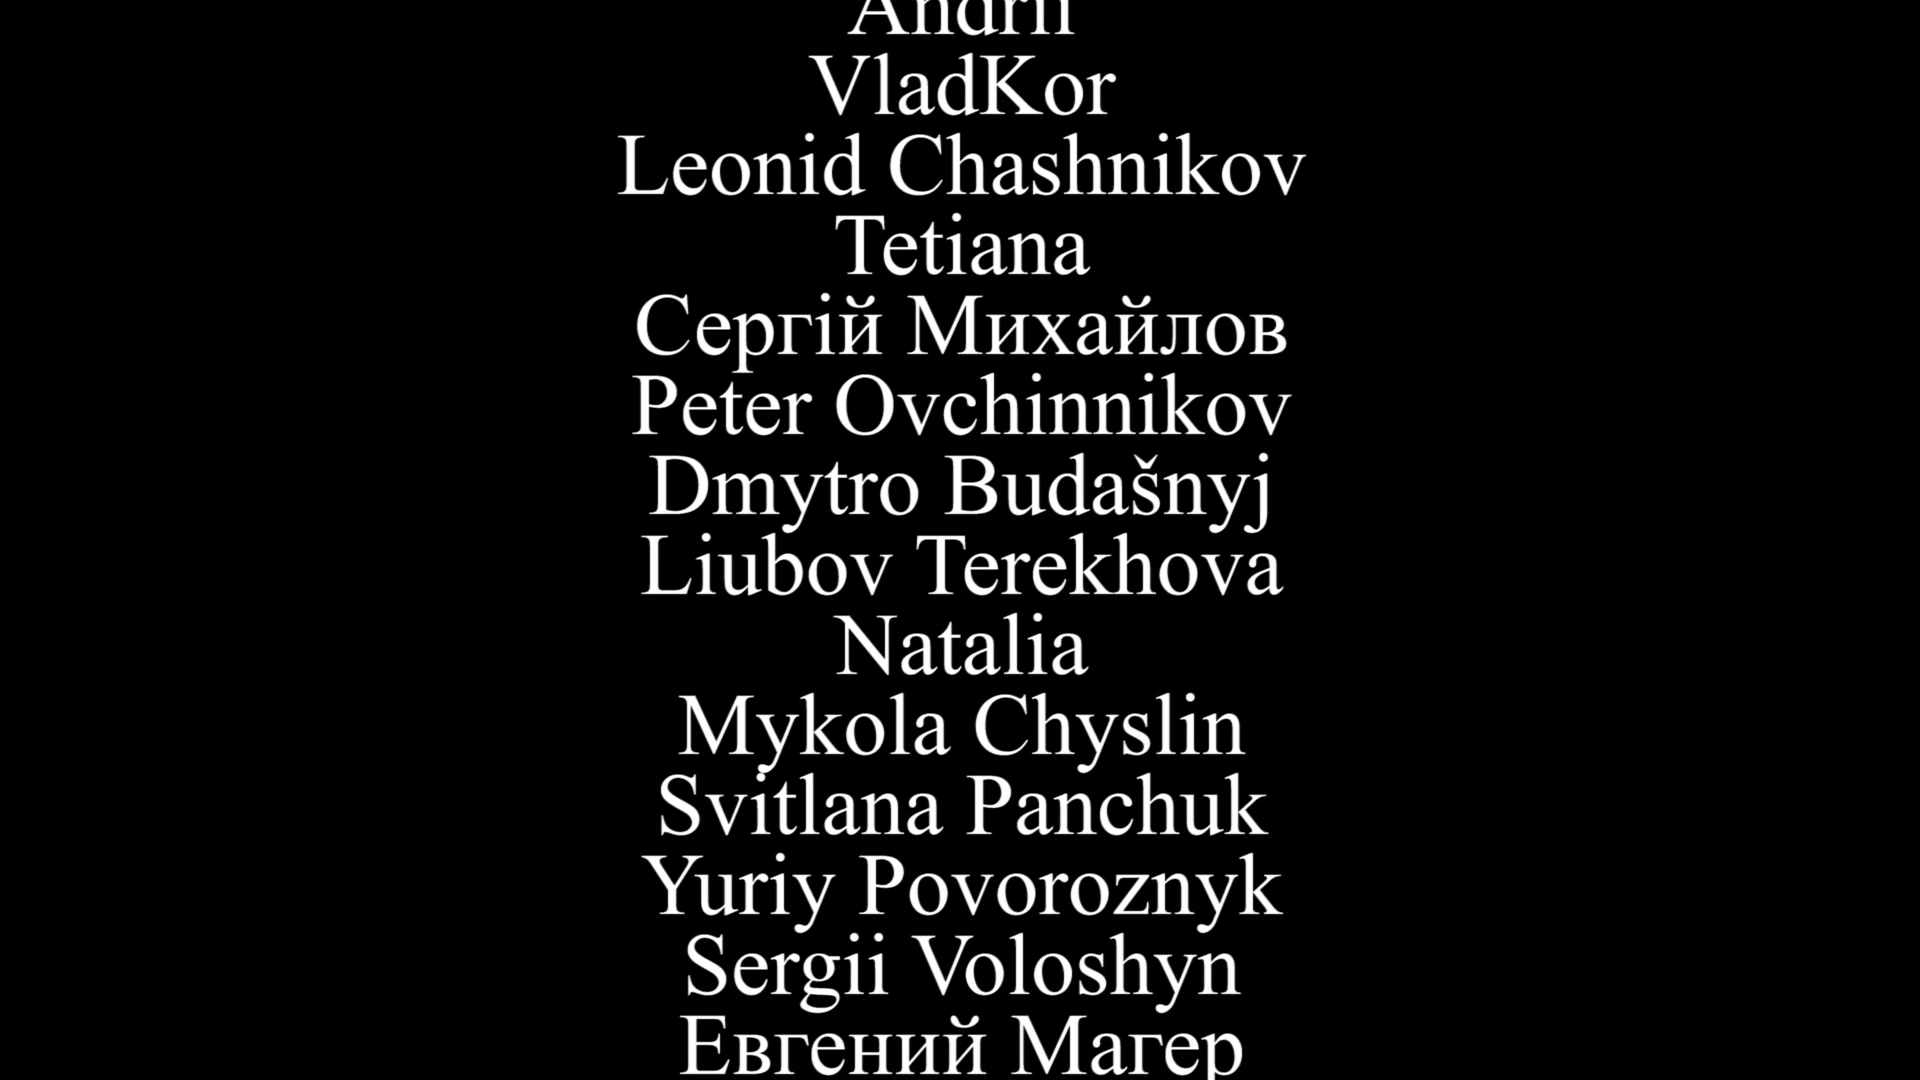 Andrii
VladKor
Leonid Chashnikov
Tetiana
Сергій Михайлов
Peter Ovchinnikov
Dmytro Budašnyj
Liubov Terekhova
Natalia
Mykola Chyslin
Svitlana Panchuk
Yuriy Povoroznyk
Sergii Voloshyn
Евгений Магер